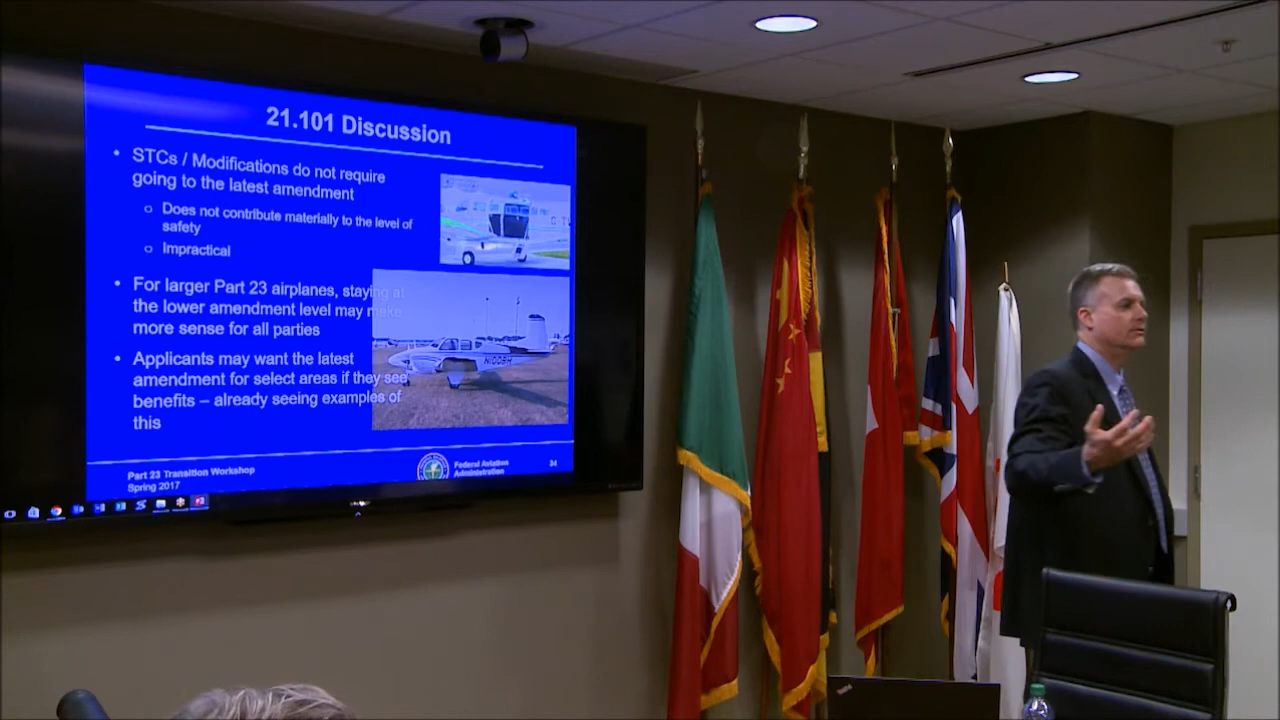 21.101 Discussion
• STCs / Modifications do not require
going to the latest amendment
o Does not contribute materially to the level of
safety
o Impractical
• For larger Part 23 airplanes, staying at
the lower amendment level may make
more sense for all parties
• Applicants may want the latest
amendment for select areas if they see
benefits – already seeing examples of
this
N100BH
Part 23 Transition Workshop
Spring 2017
Federal Aviation
Administration
34